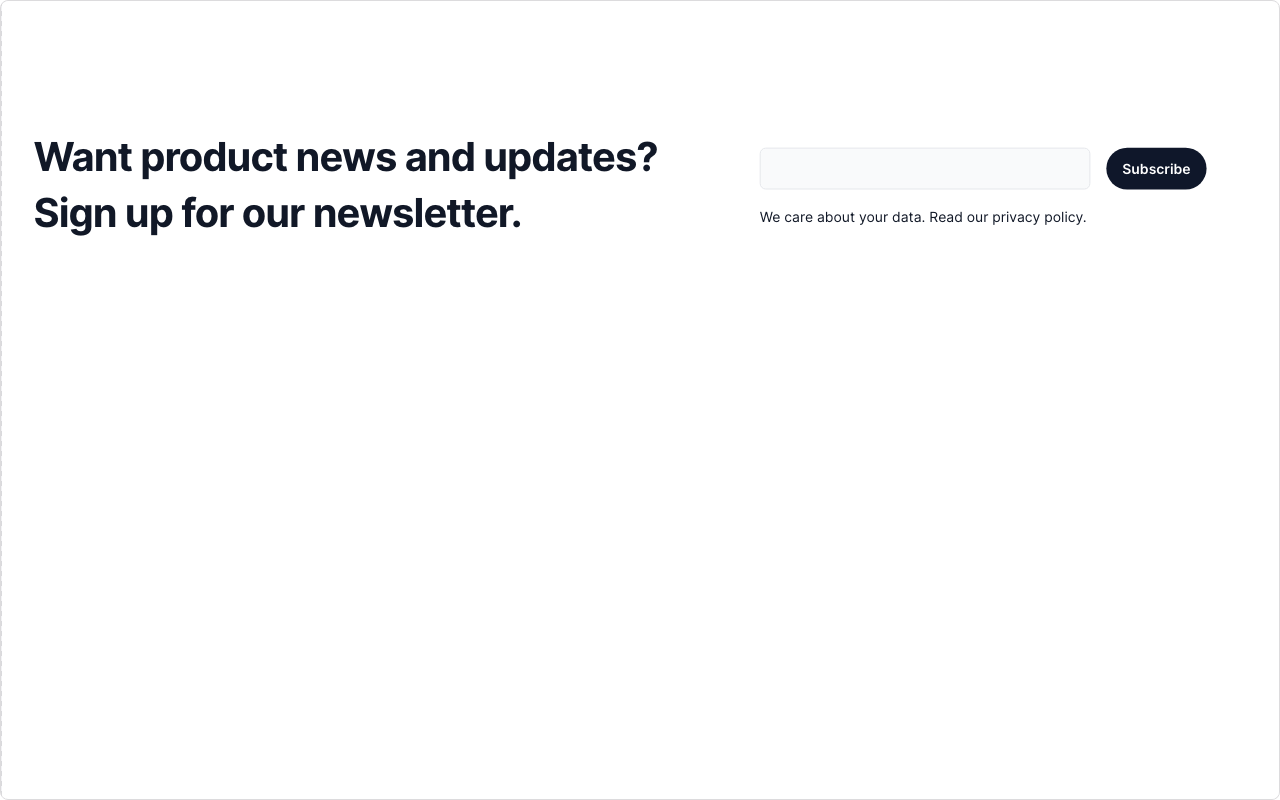 Want product news and updates?
Sign up for our newsletter.
Subscribe
We care about your data. Read our privacy policy.